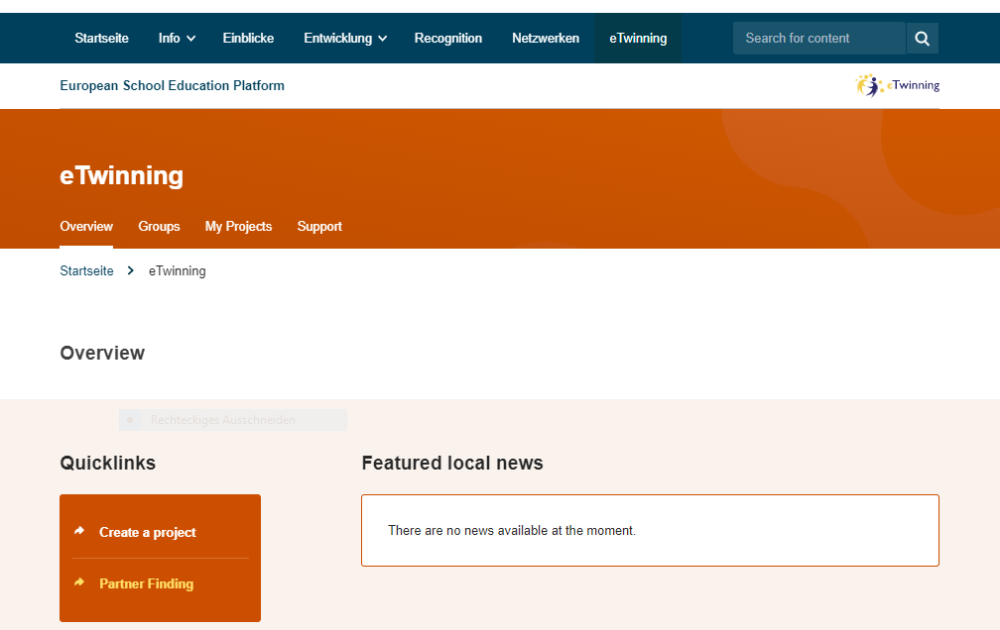 Startseite Info Einblicke Entwicklung Recognition Netzwerken eTwinning Search for content
European School Education Platform eTwinning
eTwinning
Overview Groups My Projects Support
Startseite eTwinning
Overview
Rechteckiges Ausschneiden
Quicklinks Featured local news
Create a project There are no news available at the moment.
Partner Finding